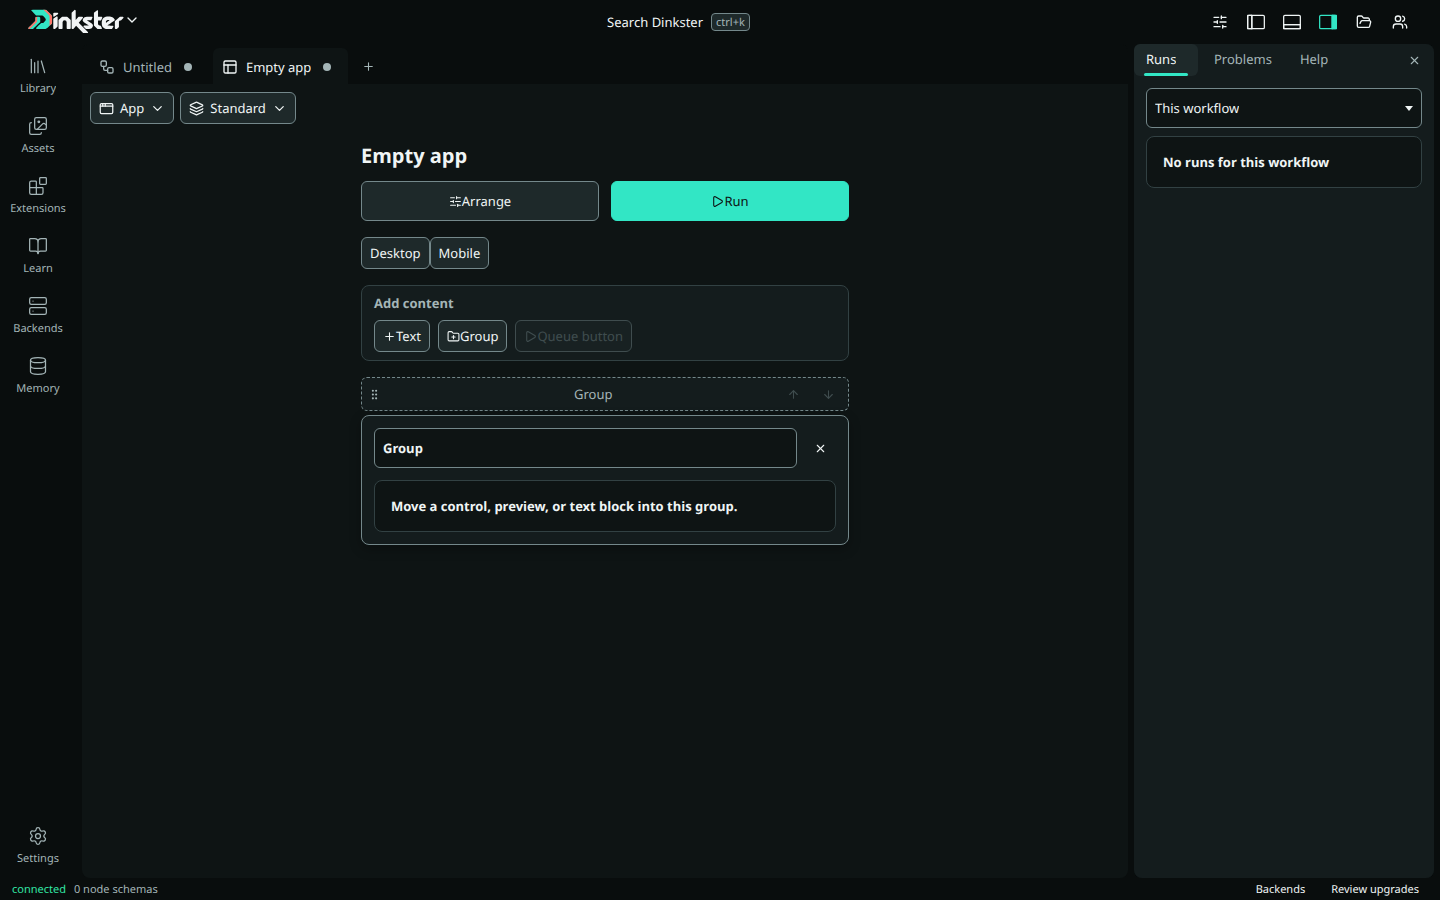 Dinkster
Search Dinkster ctrl+k
Library
Assets
Extensions
Learn
Backends
Memory
Settings
Untitled
Empty app
App
Standard
Empty app
Arrange
Run
Desktop
Mobile
Add content
Text
Group
Queue button
Group
Group
Move a control, preview, or text block into this group.
Runs
Problems
Help
This workflow
No runs for this workflow
connected
0 node schemas
Backends
Review upgrades